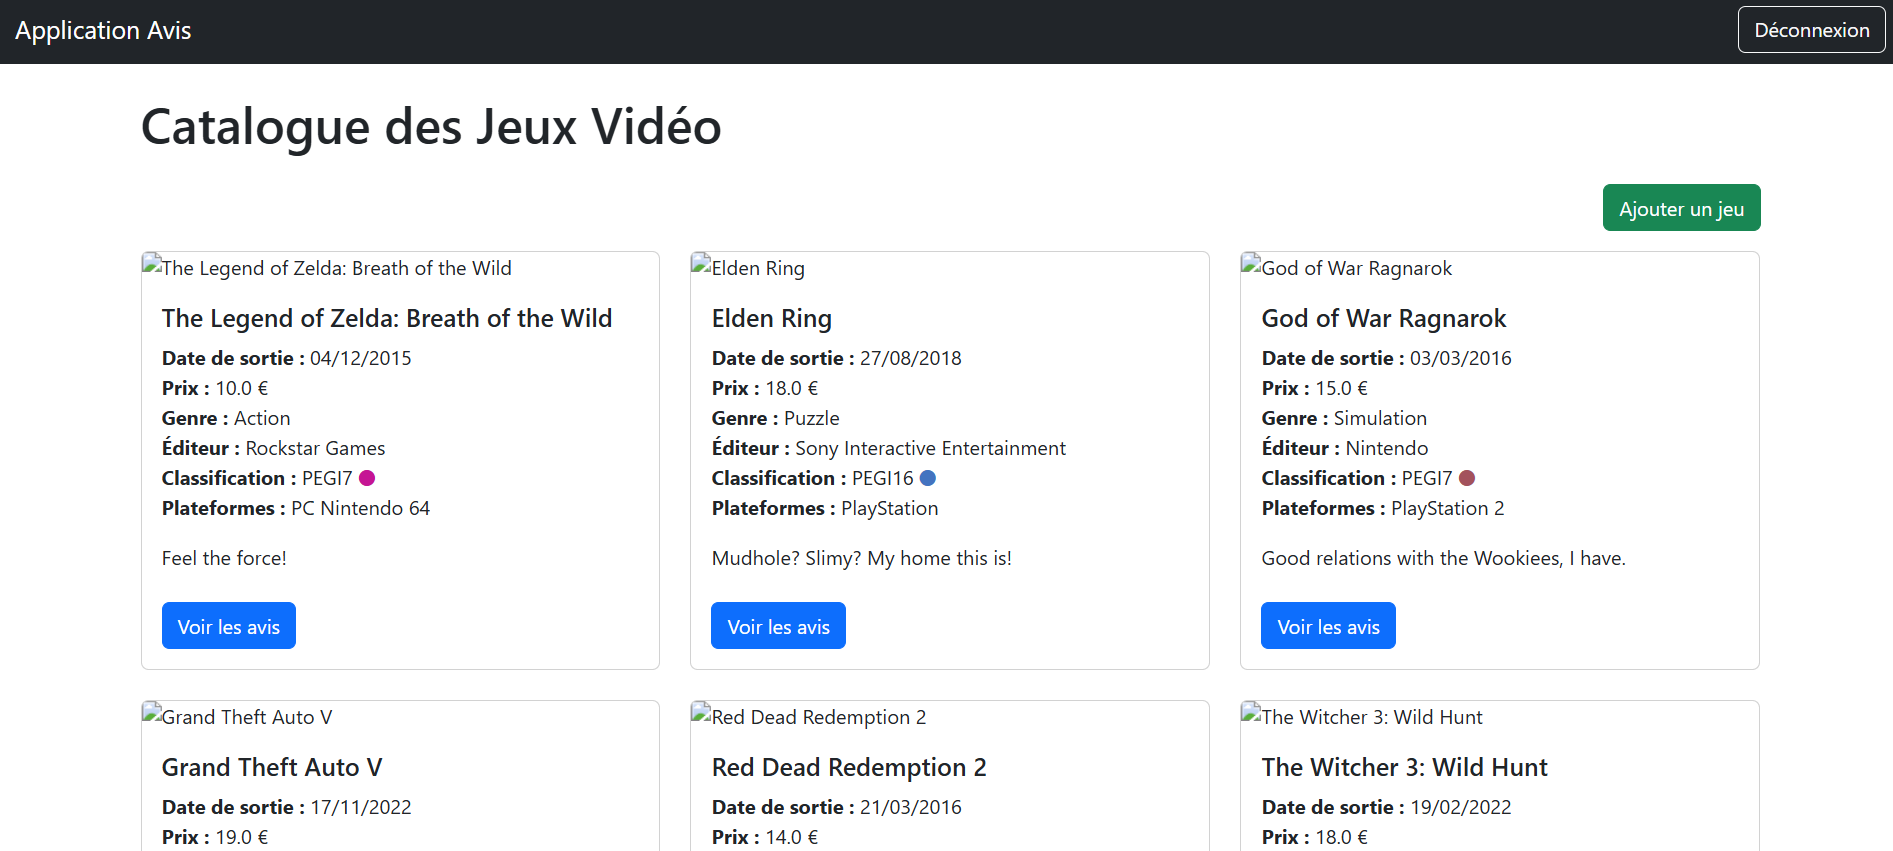 Application Avis
Déconnexion
Catalogue des Jeux Vidéo
Ajouter un jeu
The Legend of Zelda: Breath of the Wild
The Legend of Zelda: Breath of the Wild
Date de sortie : 04/12/2015
Prix : 10.0 €
Genre : Action
Éditeur : Rockstar Games
Classification : PEGI7
Plateformes : PC Nintendo 64
Feel the force!
Voir les avis
Elden Ring
Elden Ring
Date de sortie : 27/08/2018
Prix : 18.0 €
Genre : Puzzle
Éditeur : Sony Interactive Entertainment
Classification : PEGI16
Plateformes : PlayStation
Mudhole? Slimy? My home this is!
Voir les avis
God of War Ragnarok
God of War Ragnarok
Date de sortie : 03/03/2016
Prix : 15.0 €
Genre : Simulation
Éditeur : Nintendo
Classification : PEGI7
Plateformes : PlayStation 2
Good relations with the Wookiees, I have.
Voir les avis
Grand Theft Auto V
Grand Theft Auto V
Date de sortie : 17/11/2022
Prix : 19.0 €
Red Dead Redemption 2
Red Dead Redemption 2
Date de sortie : 21/03/2016
Prix : 14.0 €
The Witcher 3: Wild Hunt
The Witcher 3: Wild Hunt
Date de sortie : 19/02/2022
Prix : 18.0 €